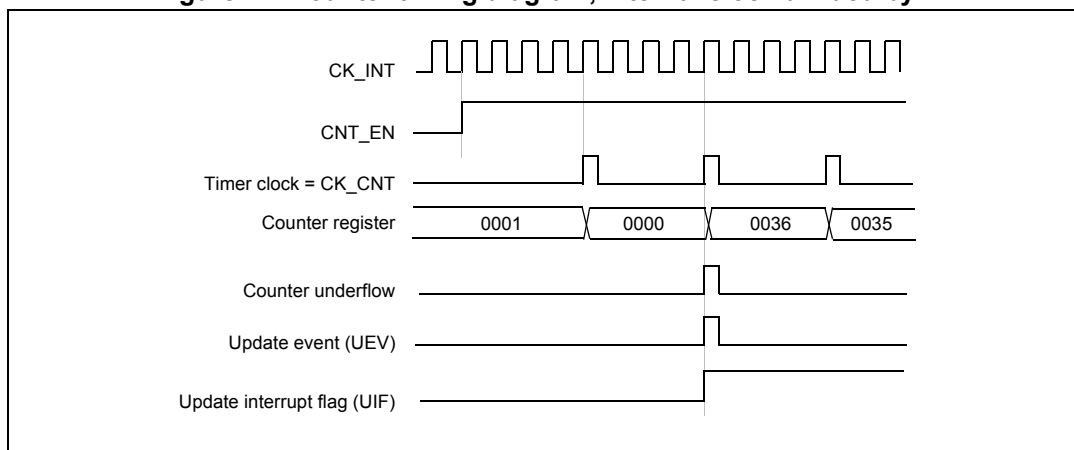 CK_INT
CNT_EN
Timer clock = CK_CNT
Counter register 0001 0000 0036 0035
Counter underflow
Update event (UEV)
Update interrupt flag (UIF)